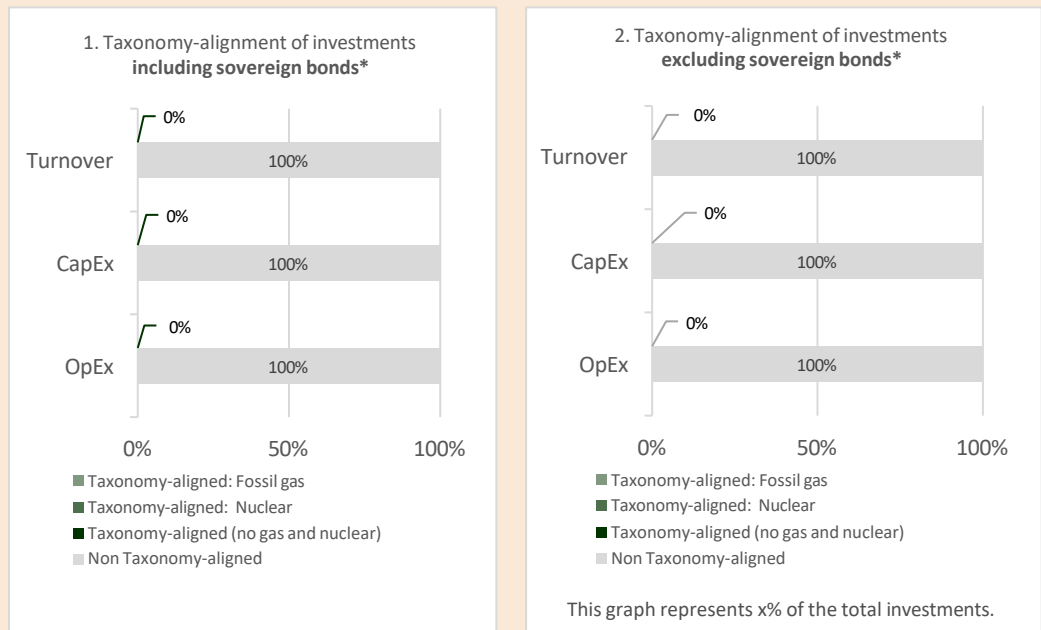 1. Taxonomy-alignment of investments
including sovereign bonds*
0%
Turnover
100%
0%
CapEx
100%
0%
OpEx
100%
0%
50%
100%
Taxonomy-aligned: Fossil gas
Taxonomy-aligned: Nuclear
Taxonomy-aligned (no gas and nuclear)
Non Taxonomy-aligned
2. Taxonomy-alignment of investments
excluding sovereign bonds*
0%
Turnover
100%
0%
CapEx
100%
0%
OpEx
100%
0%
50%
100%
Taxonomy-aligned: Fossil gas
Taxonomy-aligned: Nuclear
Taxonomy-aligned (no gas and nuclear)
Non Taxonomy-aligned
This graph represents x% of the total investments.